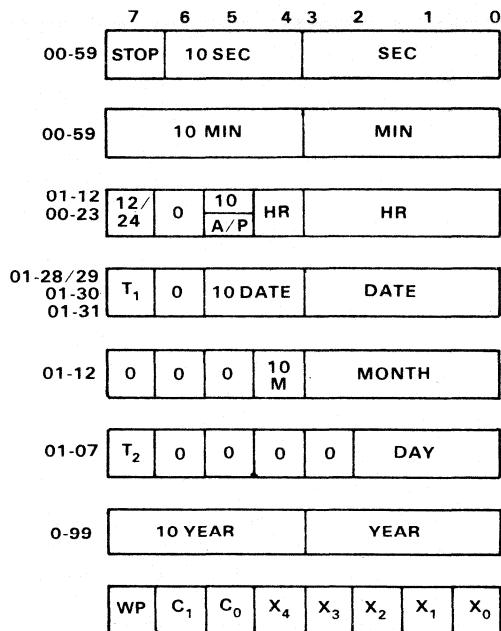 7 6 5 4 3 2 1 0
00-59 STOP 10 SEC SEC
00-59 10 MIN MIN
01-12
00-23
12/
24
0
10
A/P
HR HR
01-28/29
01-30
01-31
T₁ 0 10 DATE DATE
01-12 0 0 0 10
M
MONTH
01-07 T₂ 0 0 0 0 DAY
0-99 10 YEAR YEAR
WP C₁ C₀ X₄ X₃ X₂ X₁ X₀